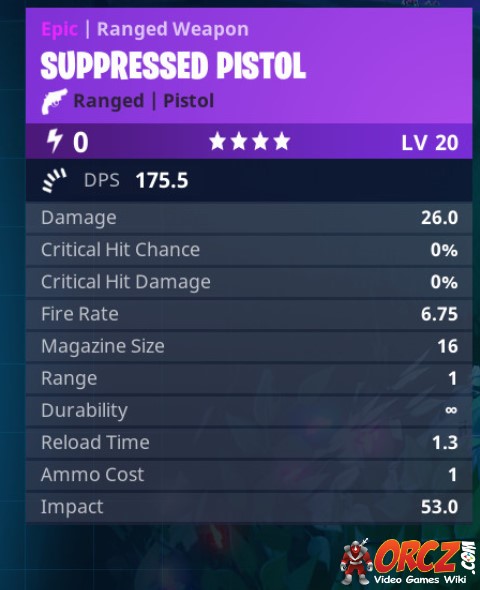 Epic | Ranged Weapon
SUPPRESSED PISTOL
Ranged | Pistol
0 LV 20
DPS 175.5
Damage 26.0
Critical Hit Chance 0%
Critical Hit Damage 0%
Fire Rate 6.75
Magazine Size 16
Range 1
Durability ∞
Reload Time 1.3
Ammo Cost 1
Impact 53.0
ORCZ.COM
Video Games Wiki